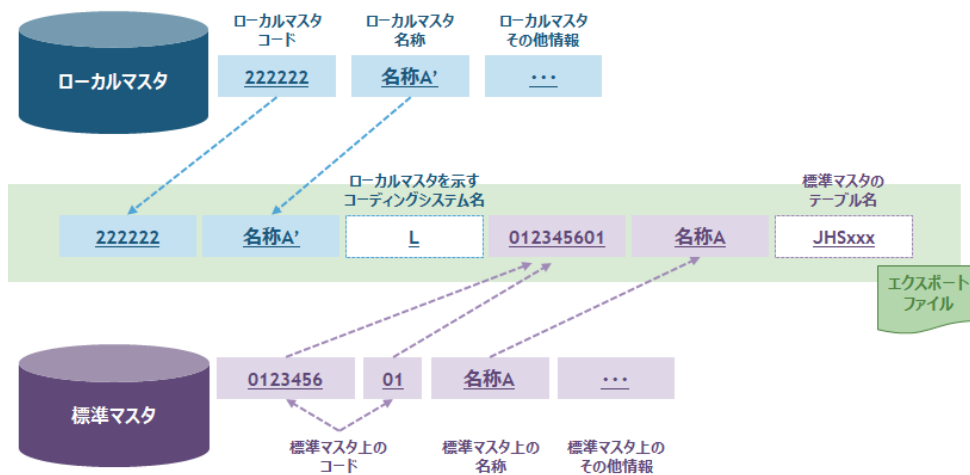 ローカルマスタ
コード
ローカルマスタ
名称
ローカルマスタ
その他情報
ローカルマスタ
222222
名称A’
・・・
ローカルマスタを示す
コーディングシステム名
標準マスタの
テーブル名
222222
名称A’
L
012345601
名称A
JHSxxx
エクスポート
ファイル
標準マスタ
0123456
01
名称A
・・・
標準マスタ上の
コード
標準マスタ上の
名称
標準マスタ上の
その他情報